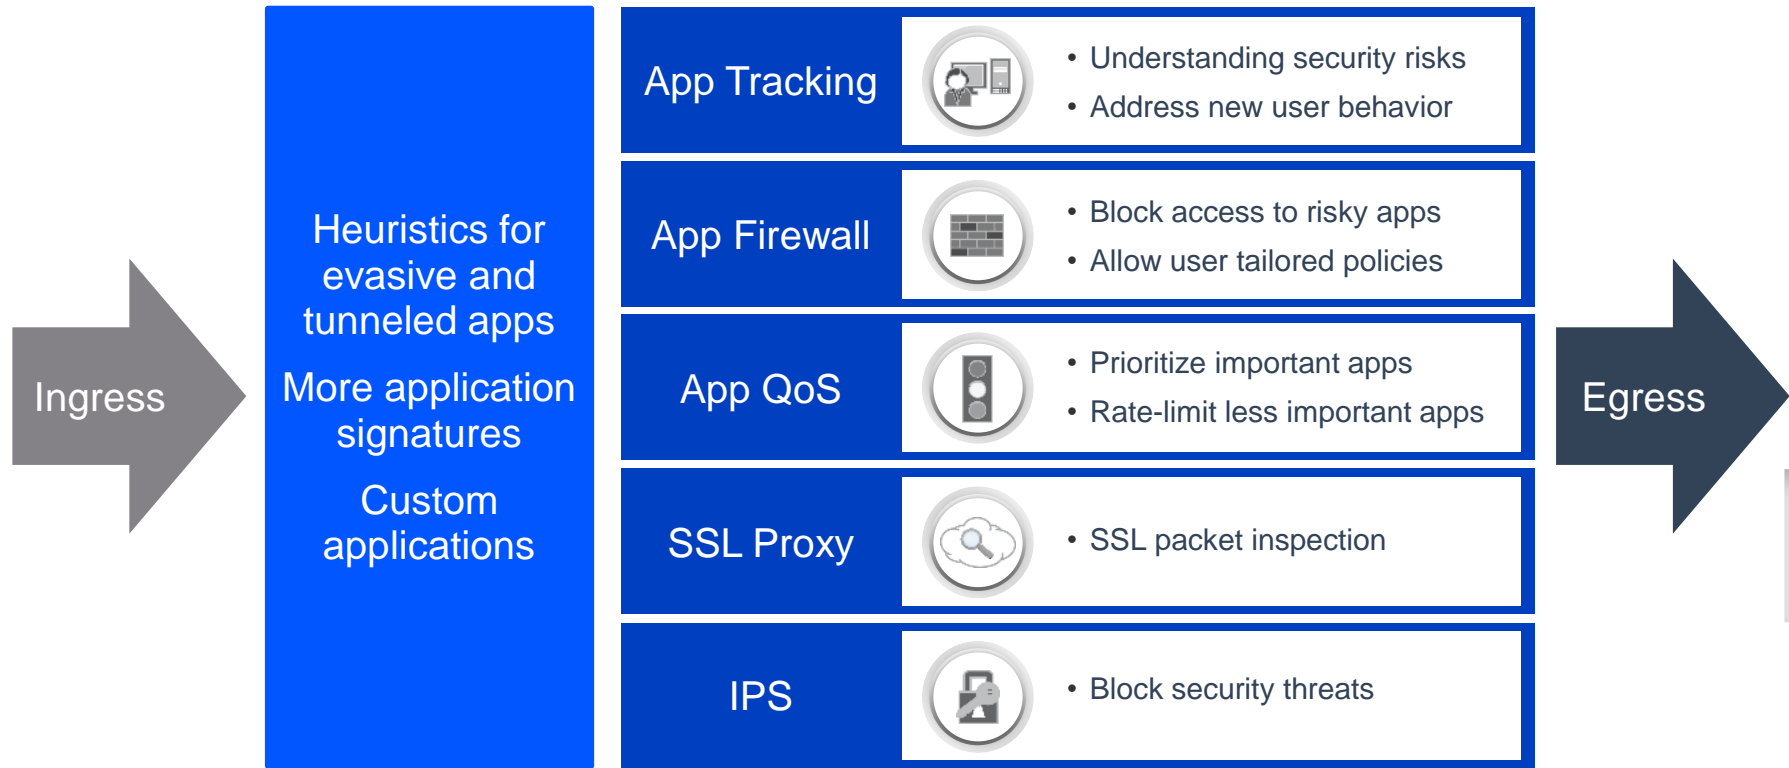 Ingress
Heuristics for
evasive and
tunneled apps
More application
signatures
Custom
applications
App Tracking
• Understanding security risks
• Address new user behavior
App Firewall
• Block access to risky apps
• Allow user tailored policies
App QoS
• Prioritize important apps
• Rate-limit less important apps
SSL Proxy
• SSL packet inspection
IPS
• Block security threats
Egress